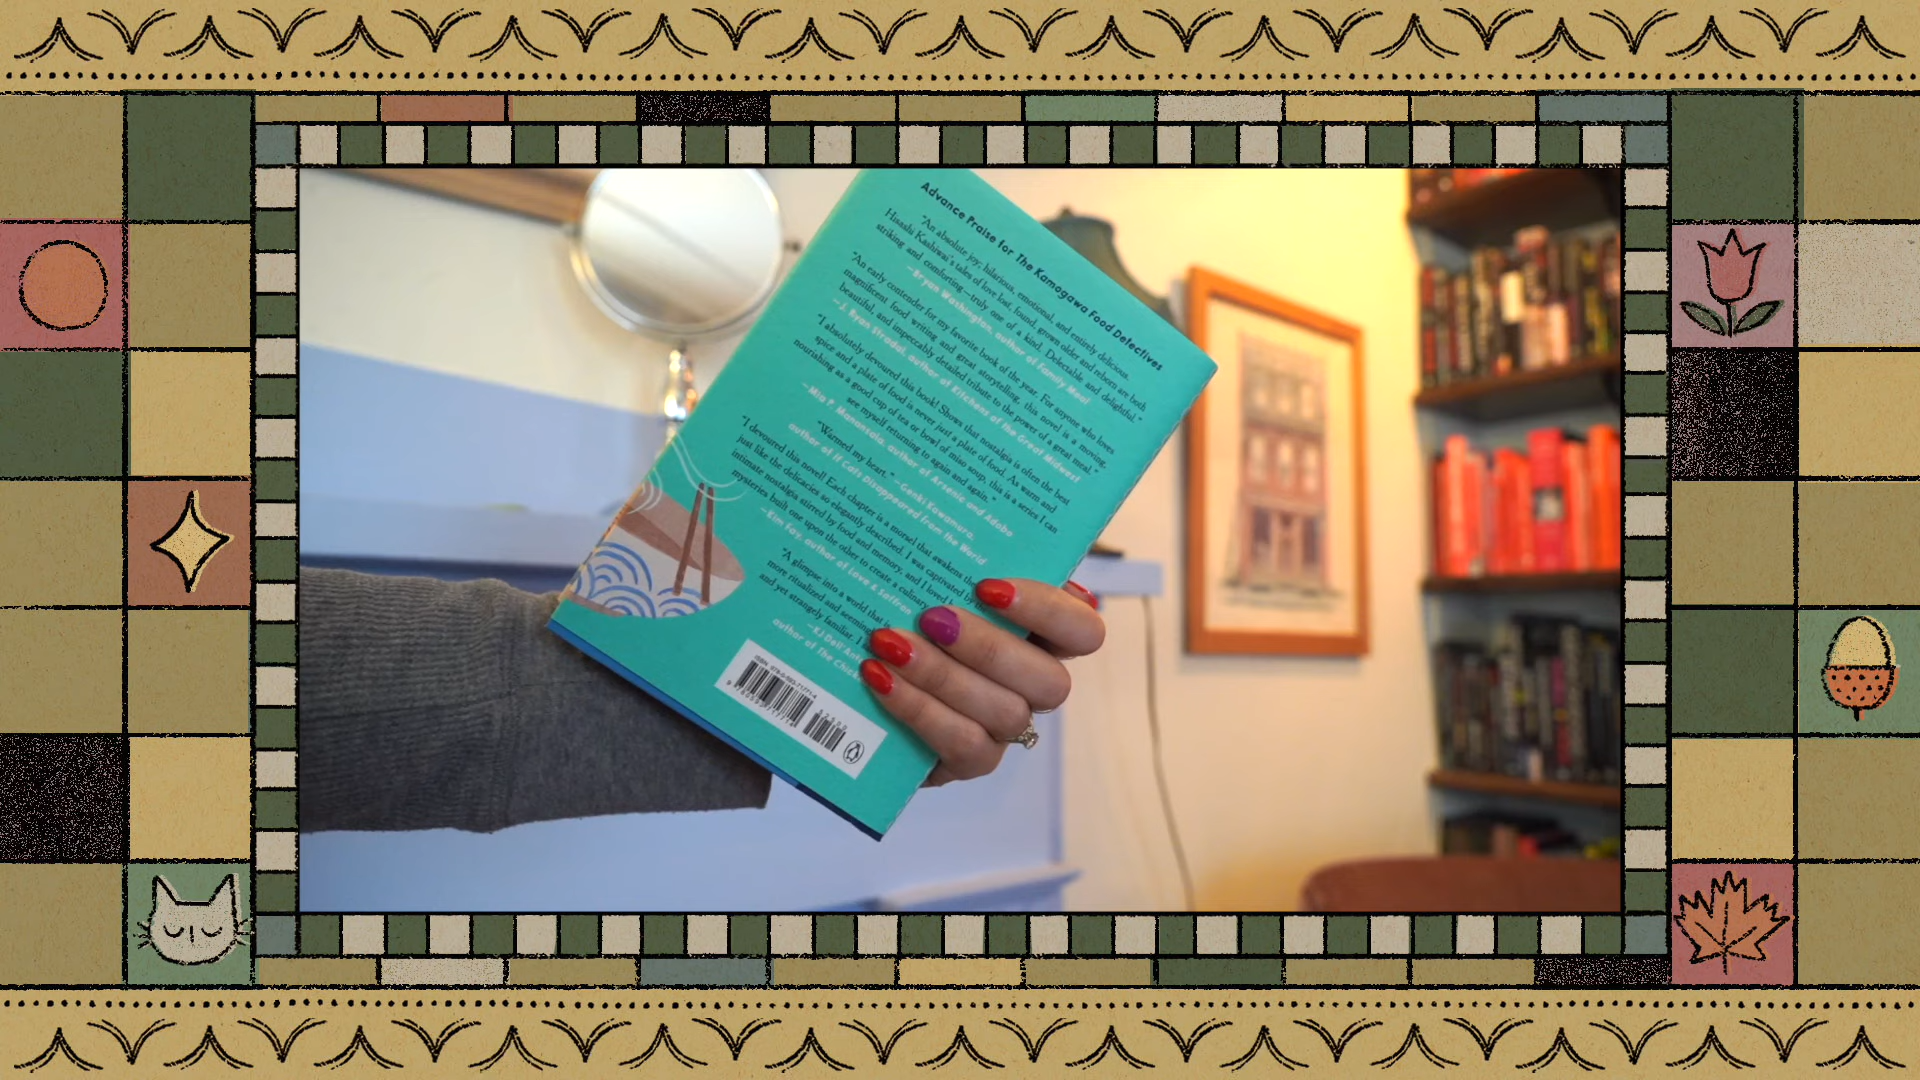 Advance Praise for The Kamogawa Food Detectives
"An absolute joy, hilarious, emotional, and entirely delicious.
Hisashi Kashiwai's tales of love lost, found, grown older and reborn are both
striking and comforting—truly one of a kind. Delectable and delightful."
—Bryan Washington, author of Family Meal
"An early contender for my favorite book of the year. For anyone who loves
magnificent food writing and great storytelling, this novel is a moving,
beautiful, and impeccably detailed tribute to the power of a great meal."
—J. Ryan Stradal, author of Kitchens of the Great Midwest
"I absolutely devoured this book! Shows that nostalgia is often the best
spice and a plate of food is never just a plate of food. As warm and
nourishing as a good cup of tea or bowl of miso soup, this is a series I can
see myself returning to again and again."
—Mia P. Manansala, author of Arsenic and Adobo
"Warmed my heart." —Genki Kawamura,
author of If Cats Disappeared from the World
"I devoured this novel! Each chapter is a morsel that awakens the
just like the delicacies so elegantly described. I was captivated by the
intimate nostalgia stirred by food and memory, and I loved
mysteries built one upon the other to create a culinary
—Kim Fay, author of Love & Saffron
"A glimpse into a world that is
more ritualized and seemingly
and yet strangely familiar. I
—KJ Dell'Anto
author of The Chick